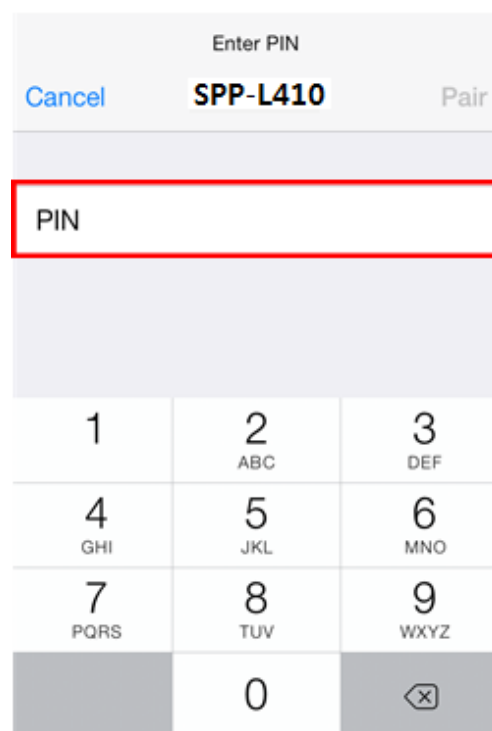 Enter PIN
Cancel SPP-L410 Pair
PIN
1 2 3
ABC DEF
4 5 6
GHI JKL MNO
7 8 9
PQRS TUV WXYZ
0